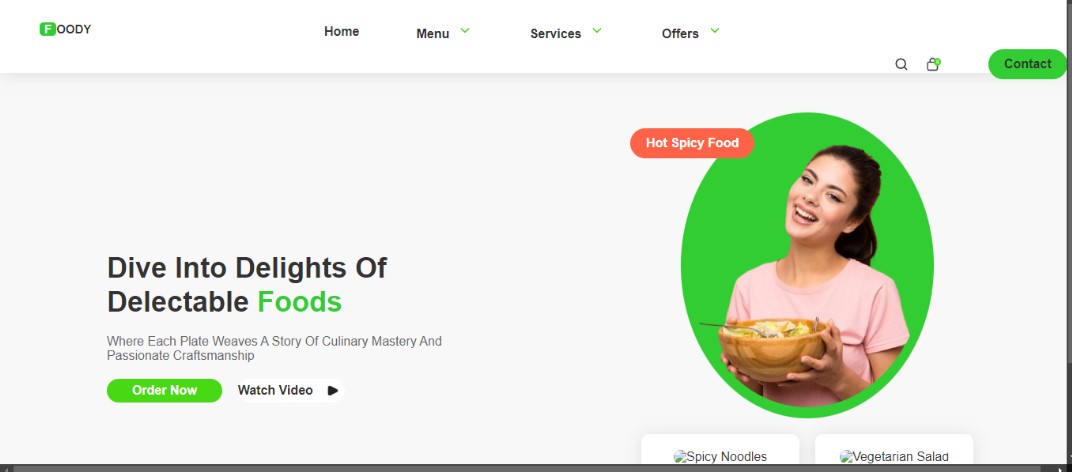 FOODY
Home
Menu
Services
Offers
Contact
Hot Spicy Food
Dive Into Delights Of
Delectable Foods
Where Each Plate Weaves A Story Of Culinary Mastery And
Passionate Craftsmanship
Order Now
Watch Video
Spicy Noodles
Vegetarian Salad